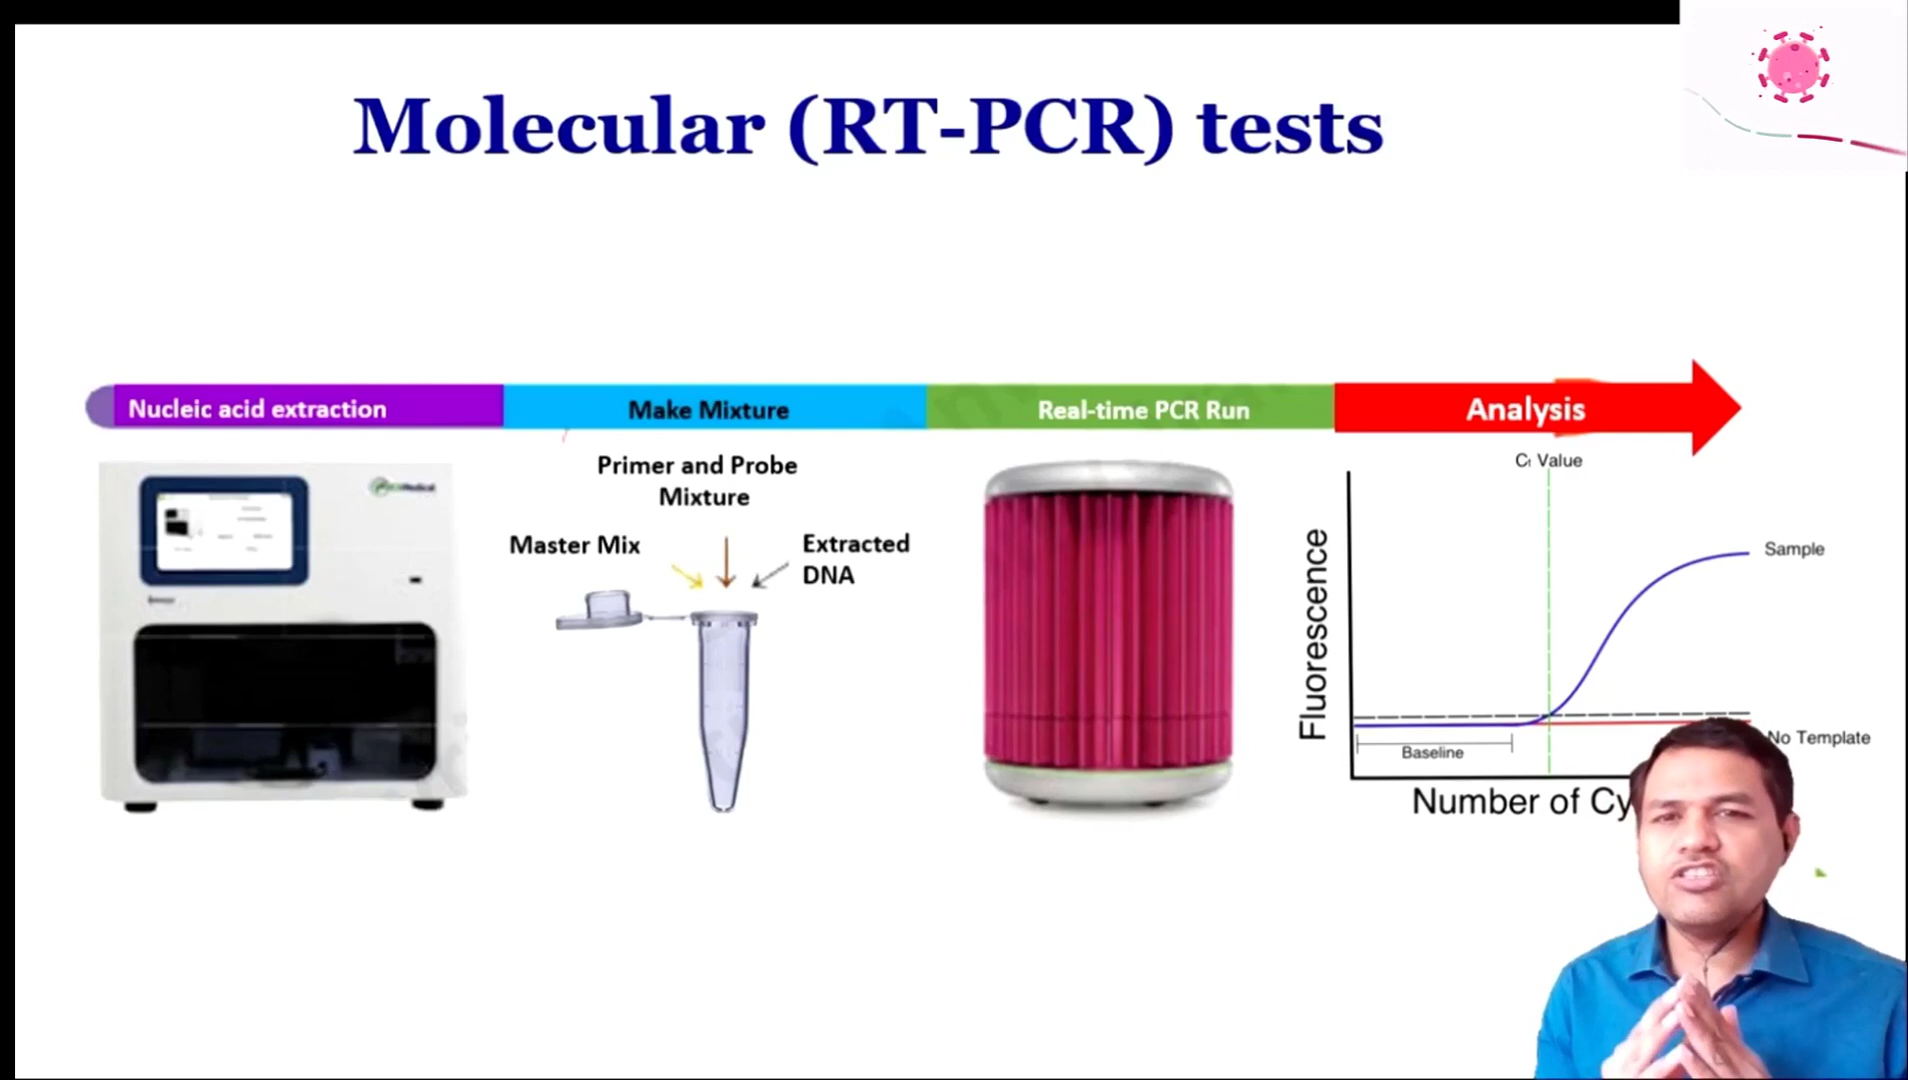 Molecular (RT-PCR) tests
Nucleic acid extraction
Make Mixture
Real-time PCR Run
Analysis
Primer and Probe
Mixture
Master Mix
Extracted
DNA
Cₜ Value
Fluorescence
Sample
No Template
Baseline
Number of Cy